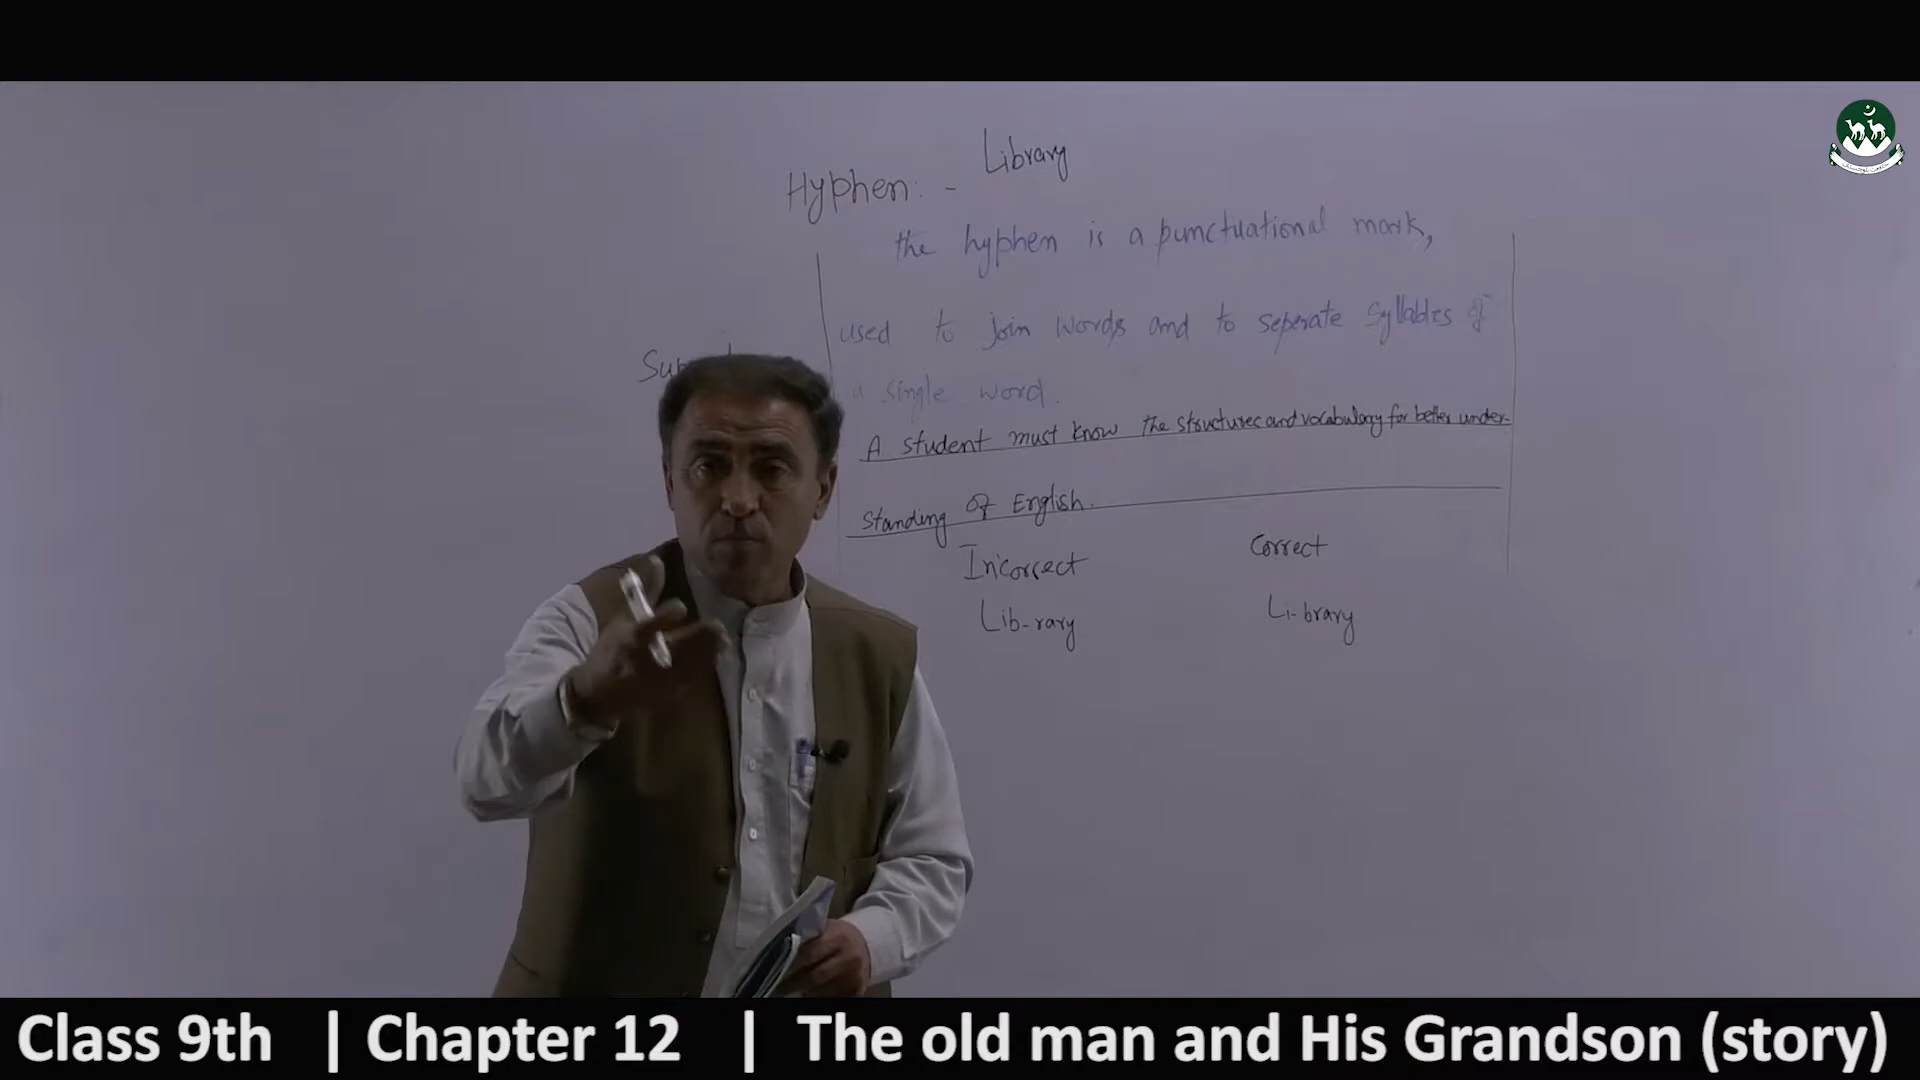 Library
Hyphen: -
the hyphen is a punctuational mark,
used to join words and to seperate syllables of
a single word.
A student must know the structures and vocabulary for better under-
standing of English.
Incorrect Correct
Lib-rary Li-brary
Class 9th | Chapter 12 | The old man and His Grandson (story)